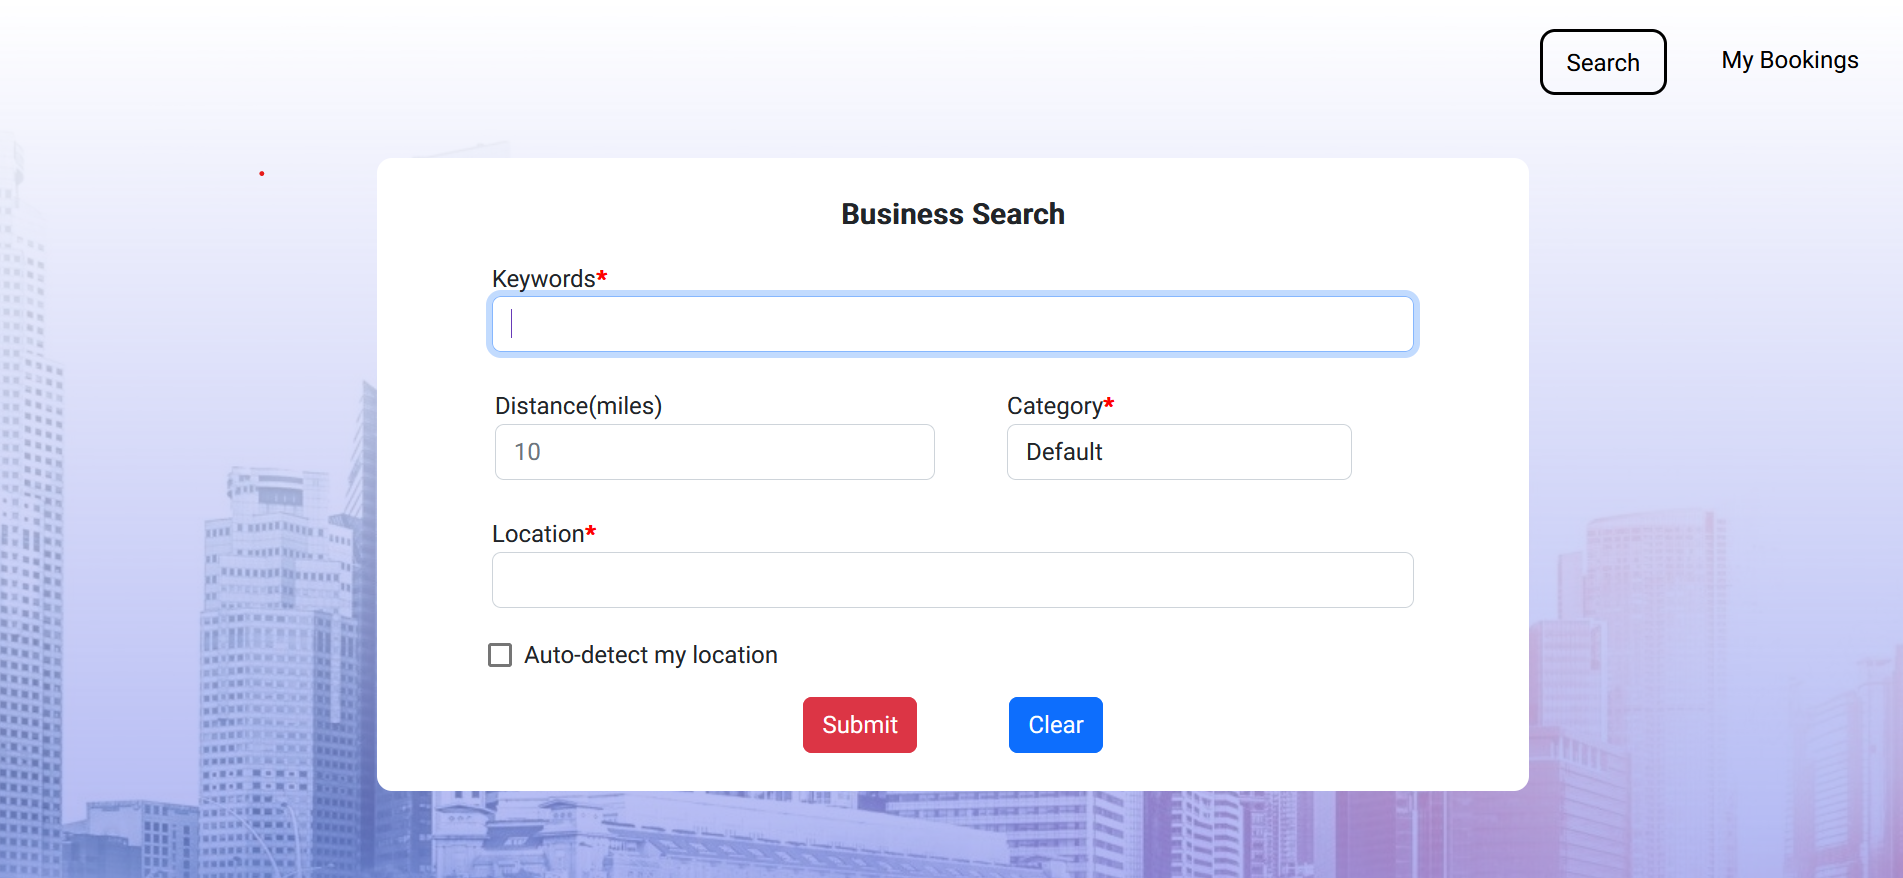 Search
My Bookings
Business Search
Keywords*
Distance(miles)
Category*
10
Default
Location*
Auto-detect my location
Submit
Clear